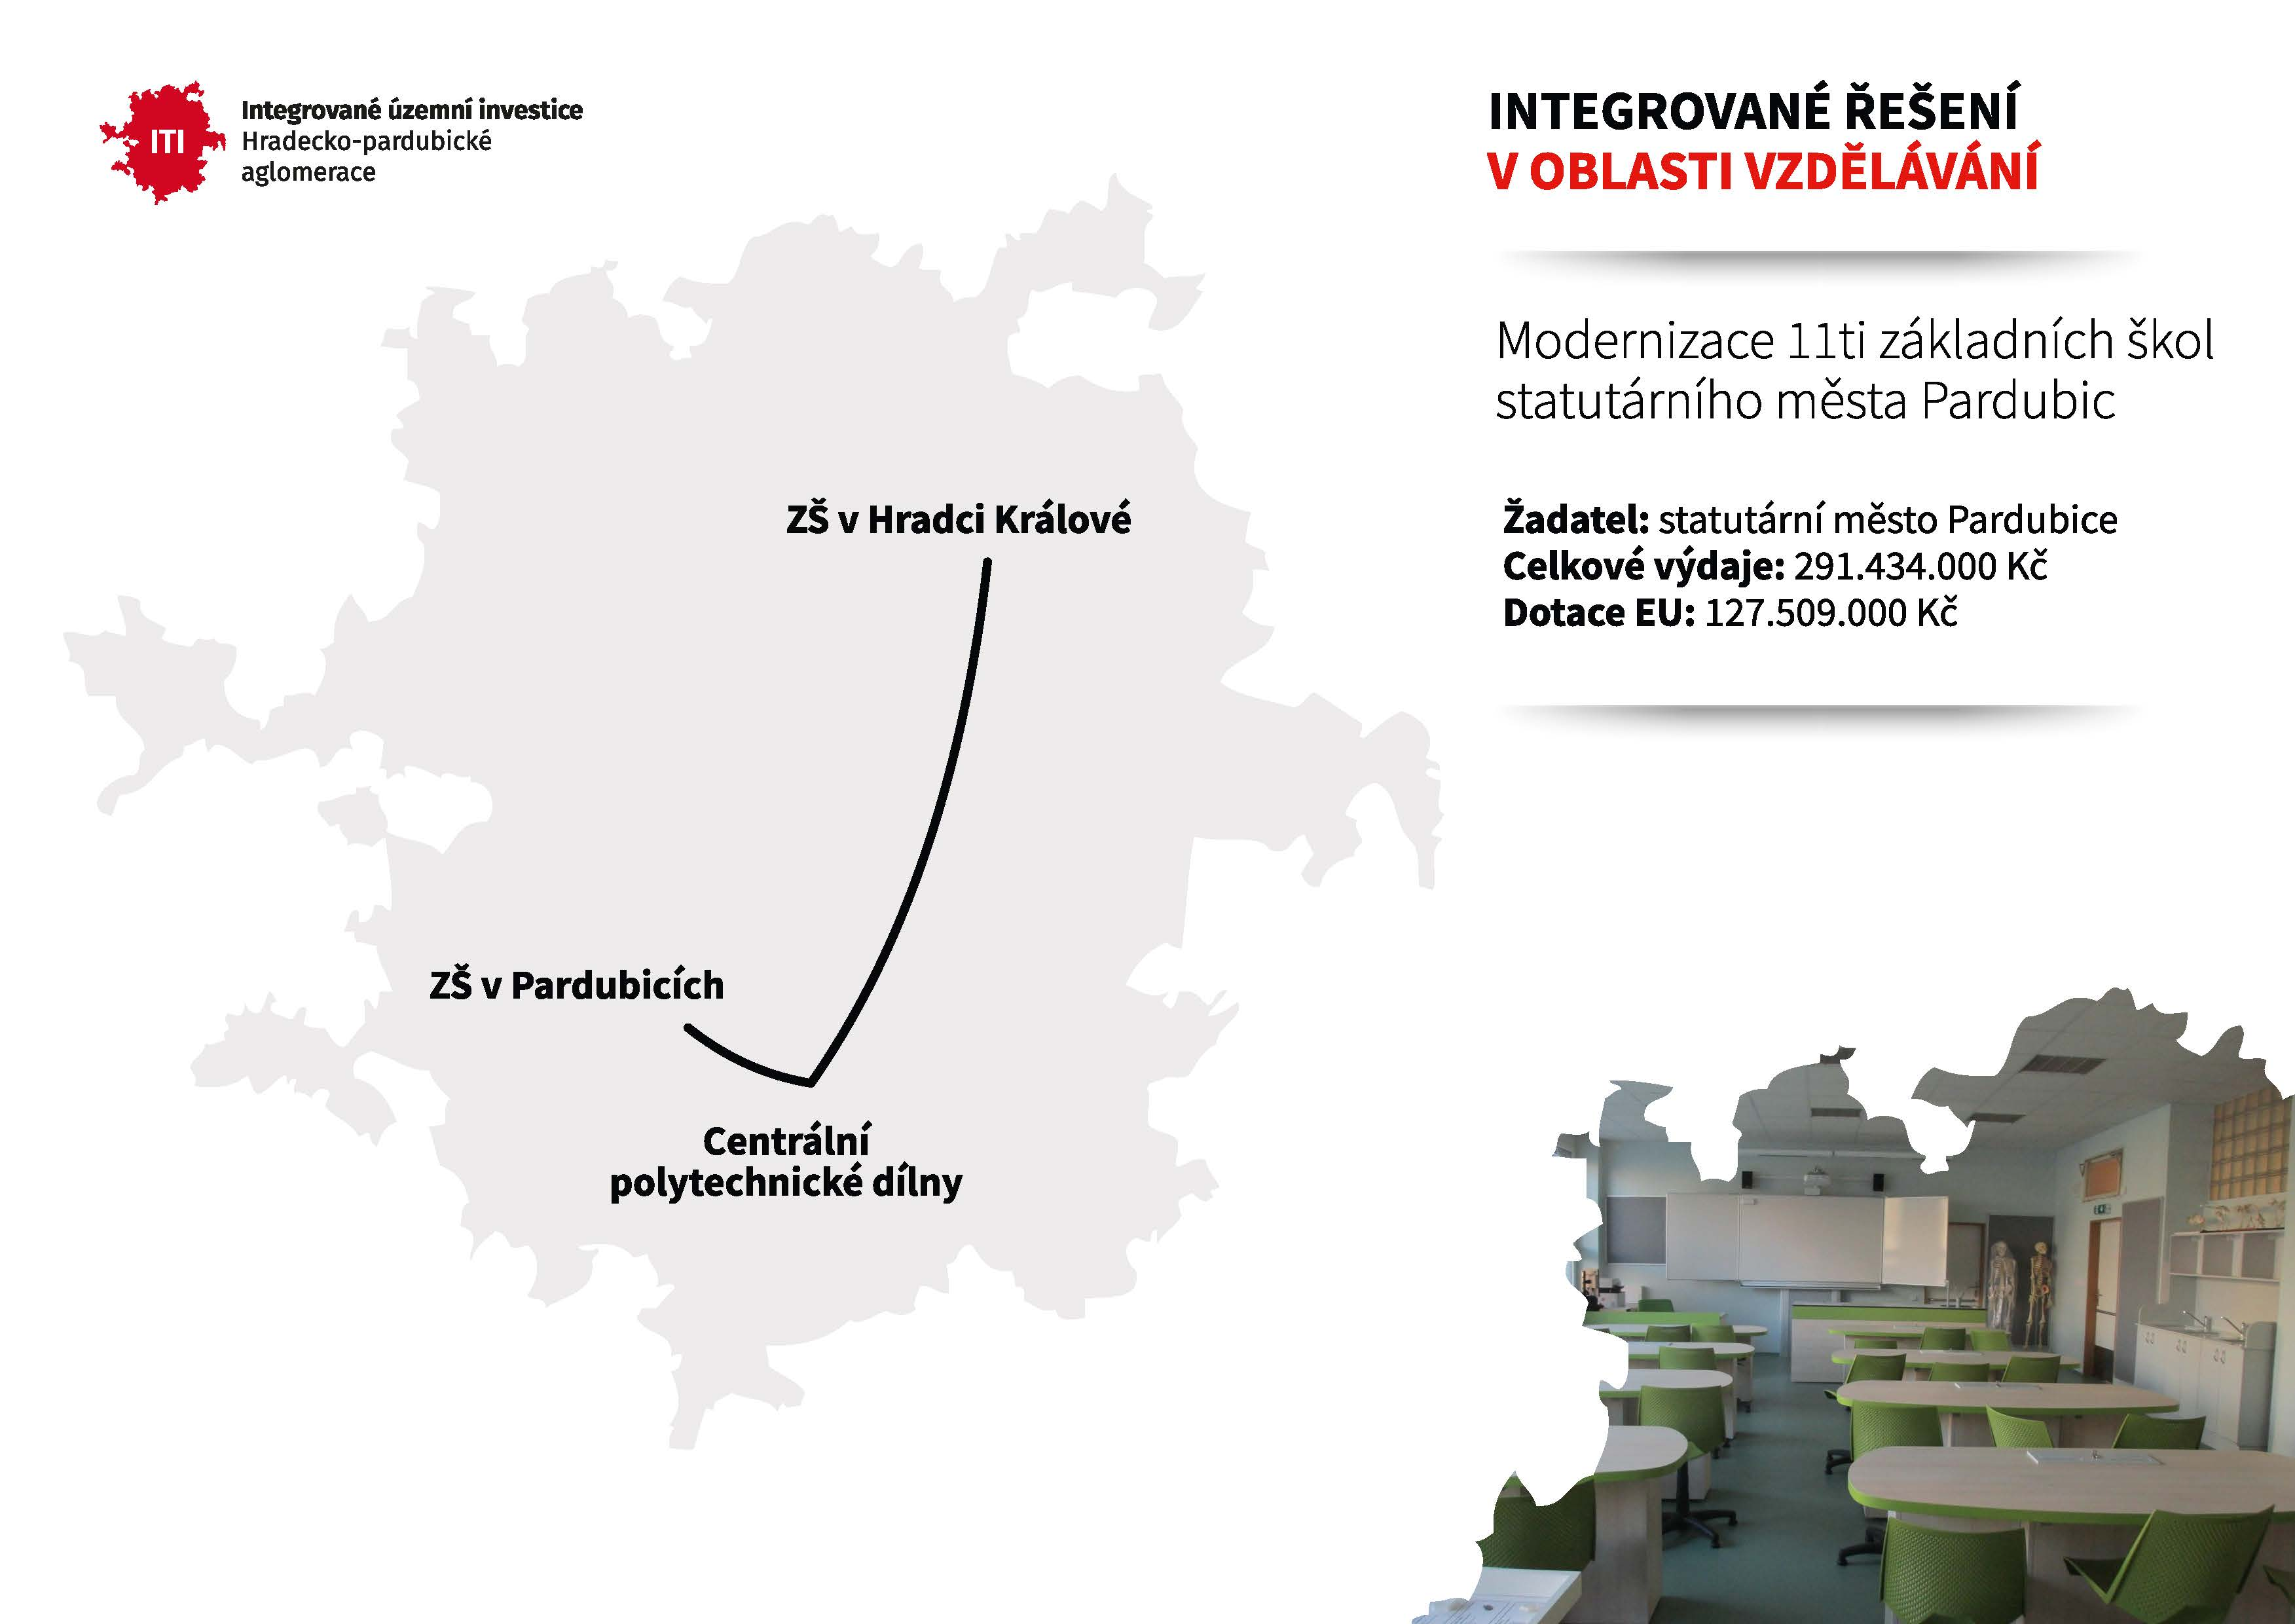 ITI
Integrované územní investice
Hradecko-pardubické
aglomerace
INTEGROVANÉ ŘEŠENÍ
V OBLASTI VZDĚLÁVÁNÍ
Modernizace 11ti základních škol
statutárního města Pardubic
Žadatel: statutární město Pardubice
Celkové výdaje: 291.434.000 Kč
Dotace EU: 127.509.000 Kč
ZŠ v Hradci Králové
ZŠ v Pardubicích
Centrální
polytechnické dílny